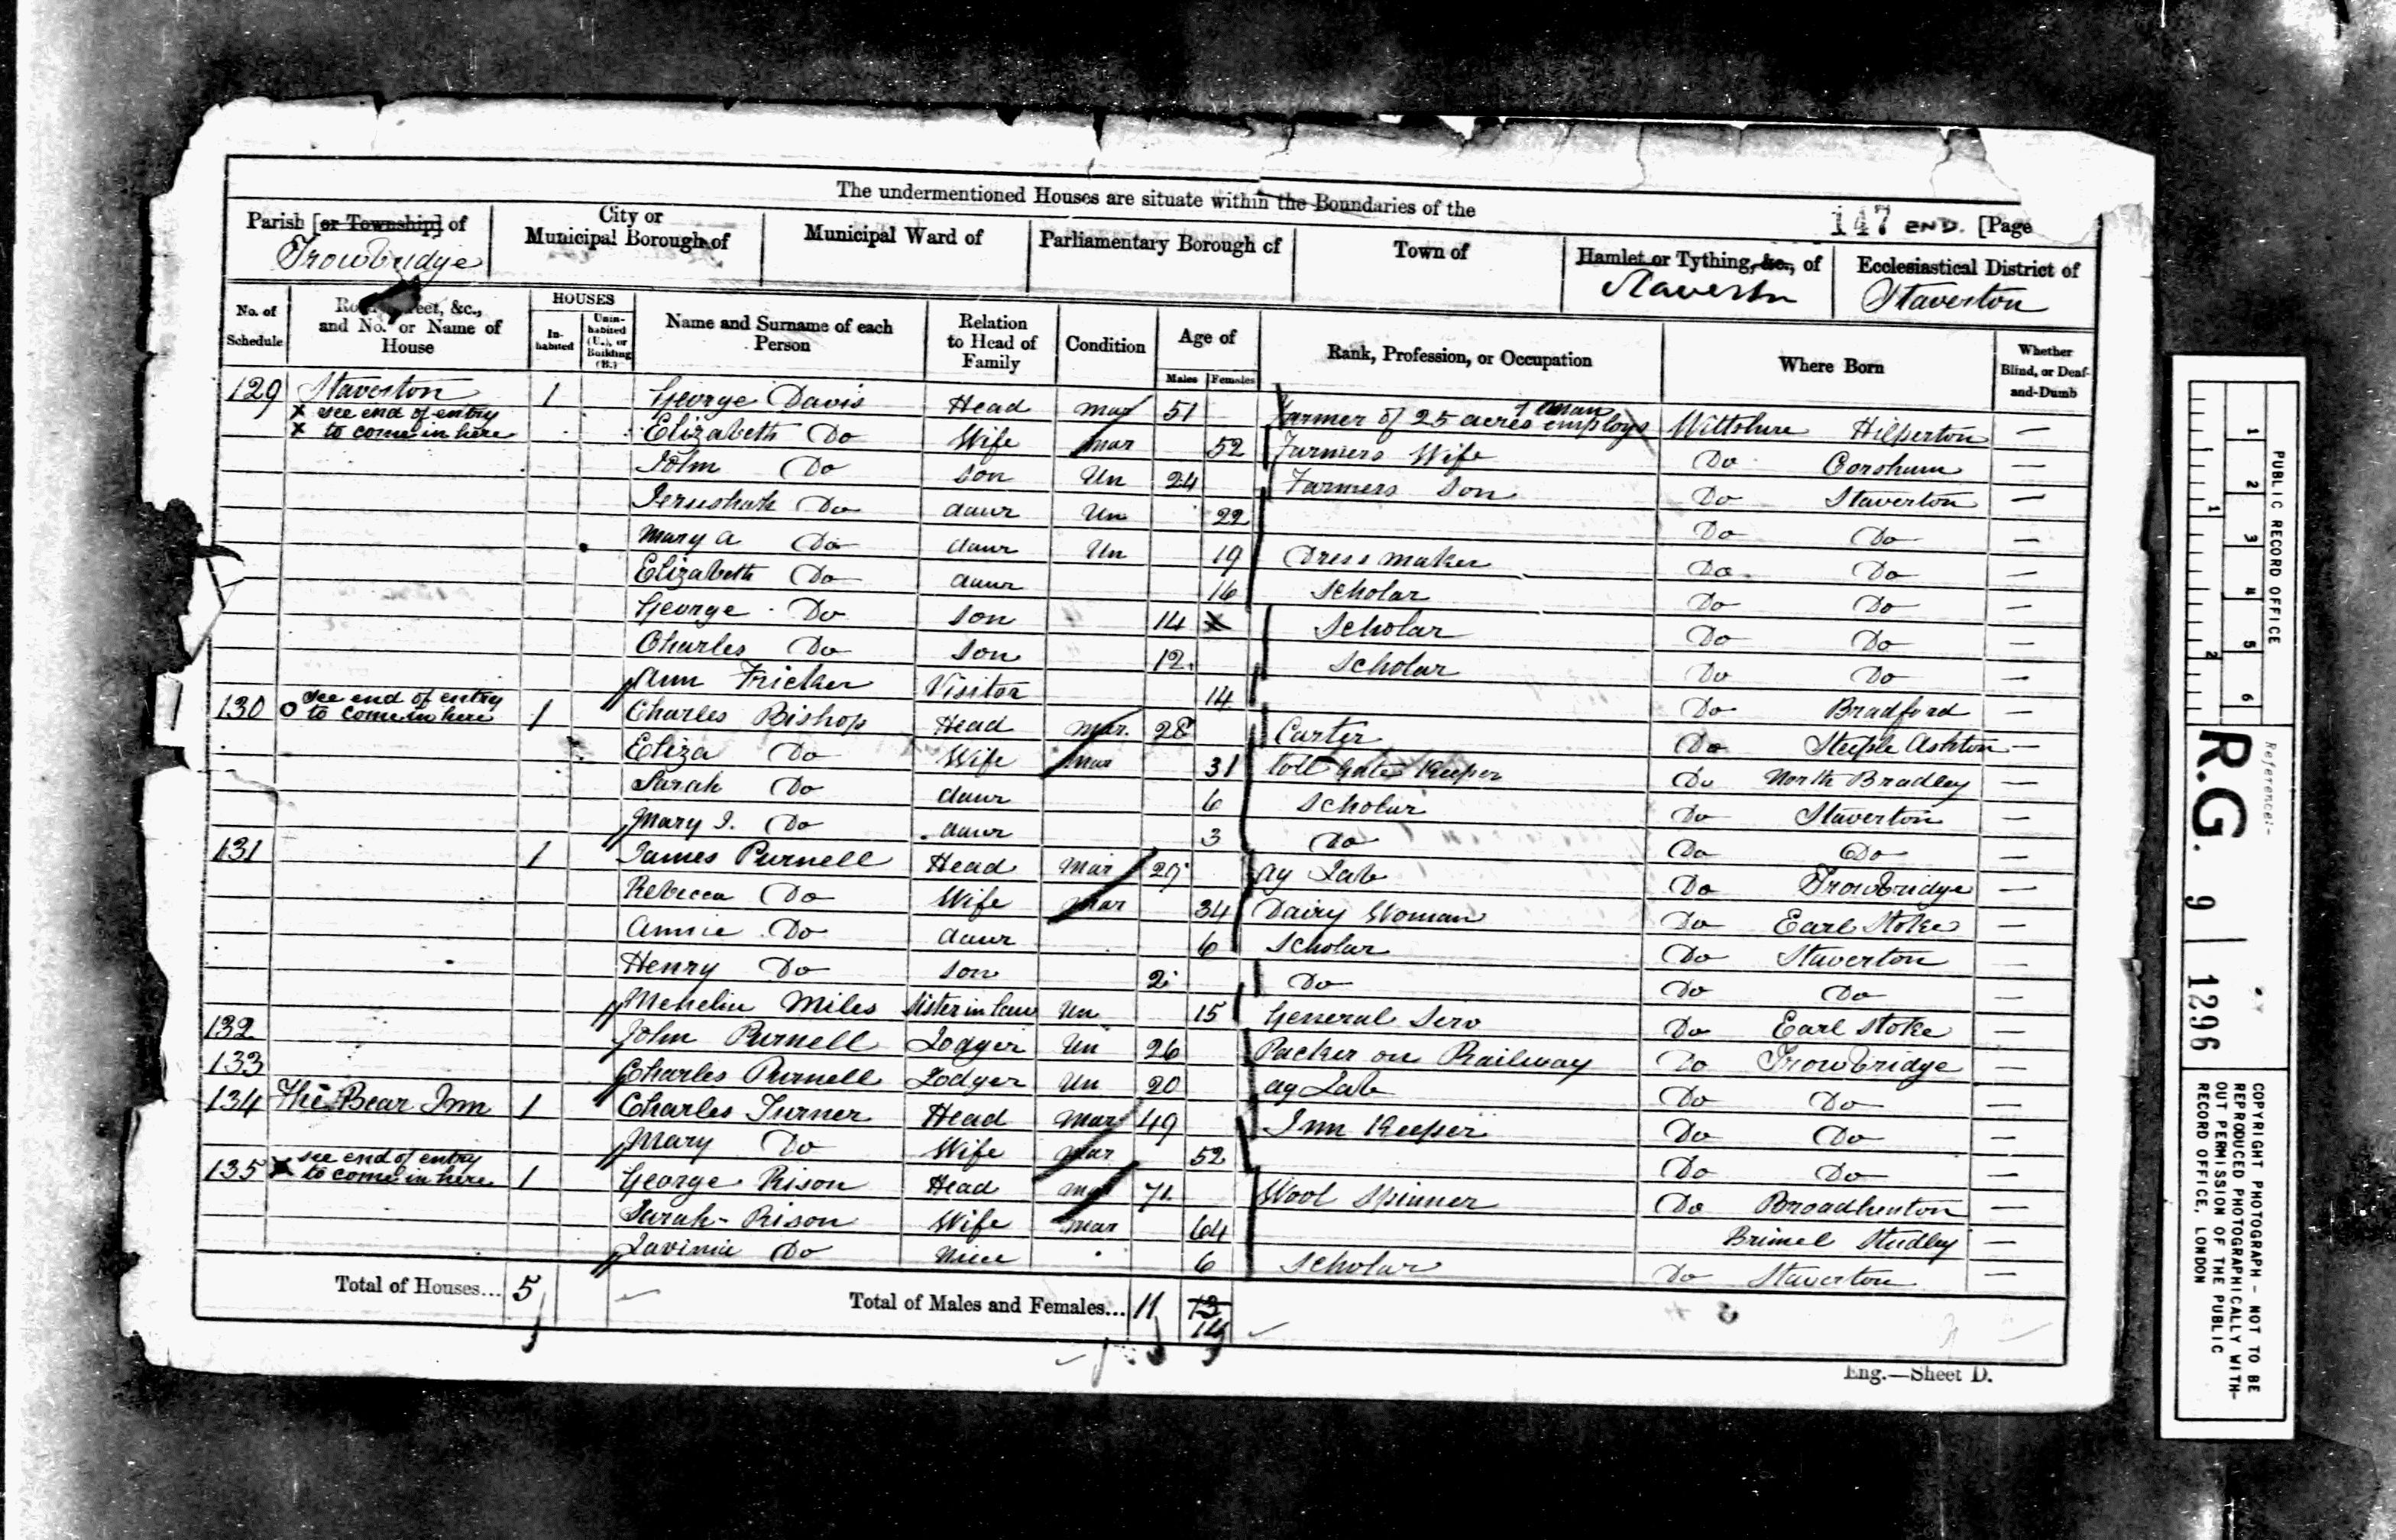 The undermentioned Houses are situate within the Boundaries of the
147 END. [Page
Parish [or Township] of Trowbridge
City or Municipal Borough of
Municipal Ward of
Parliamentary Borough of
Town of
Hamlet or Tything, &c., of Staverton
Ecclesiastical District of Staverton
No. of Schedule
Street, &c., and No. or Name of House
HOUSES
In-habited
Unin-habited (U.), or Building (B.)
Name and Surname of each Person
Relation to Head of Family
Condition
Age of
Males Females
Rank, Profession, or Occupation
Where Born
Whether Blind, or Deaf-and-Dumb
129 Staverton 1 George Davis Head Mar 51 Farmer of 25 acres employs 1 man Wiltshire Hilperton —
X see end of entry
X to come in here
Elizabeth Do Wife Mar 52 Farmers Wife Do Corsham —
John Do Son Un 24 Farmers Son Do Staverton —
Jerushah Do daur Un 22 Do Do —
Mary A Do daur Un 19 Dress maker Do Do —
Elizabeth Do daur 16 Scholar Do Do —
George Do Son 14 X Scholar Do Do —
Charles Do Son 12 Scholar Do Do —
Ann Fricker Visitor 14 Do Bradford —
130 O see end of entry
to come in here 1 Charles Bishop Head Mar. 28 Carter Do Steeple Ashton —
Eliza Do Wife Mar 31 Toll Gate Keeper Do North Bradley —
Sarah Do daur 6 Scholar Do Staverton —
Mary J. Do daur 3 Do Do Do —
131 1 James Purnell Head Mar 29 Ag Lab Do Trowbridge —
Rebecca Do Wife Mar 34 Dairy Woman Do Earl Stoke —
Annie Do daur 6 Scholar Do Staverton —
Henry Do Son 2 Do Do Do —
Miles Sister in law Un 15 General Serv Do Earl Stoke —
132 John Purnell Lodger Un 26 Packer on Railway Do Trowbridge —
133 Charles Purnell Lodger Un 20 Ag Lab Do Do —
134 The Bear Inn 1 Charles Turner Head Mar 49 Inn Keeper Do Do —
Mary Do Wife Mar 52 Do Do —
135 X see end of entry
to come in here 1 George Rison Head Mar 71 Wool Spinner Do —
Sarah Rison Wife Mar 64 Studley —
Lavinia Do Niece 6 Scholar Do Staverton —
Total of Houses... 5
Total of Males and Females... 11 13
14
Eng.—Sheet D.
PUBLIC RECORD OFFICE
1 2 3 4 5 6
1 2
Reference:-
R.G. 9 1296
COPYRIGHT PHOTOGRAPH - NOT TO BE
REPRODUCED PHOTOGRAPHICALLY WITH-
OUT PERMISSION OF THE PUBLIC
RECORD OFFICE, LONDON